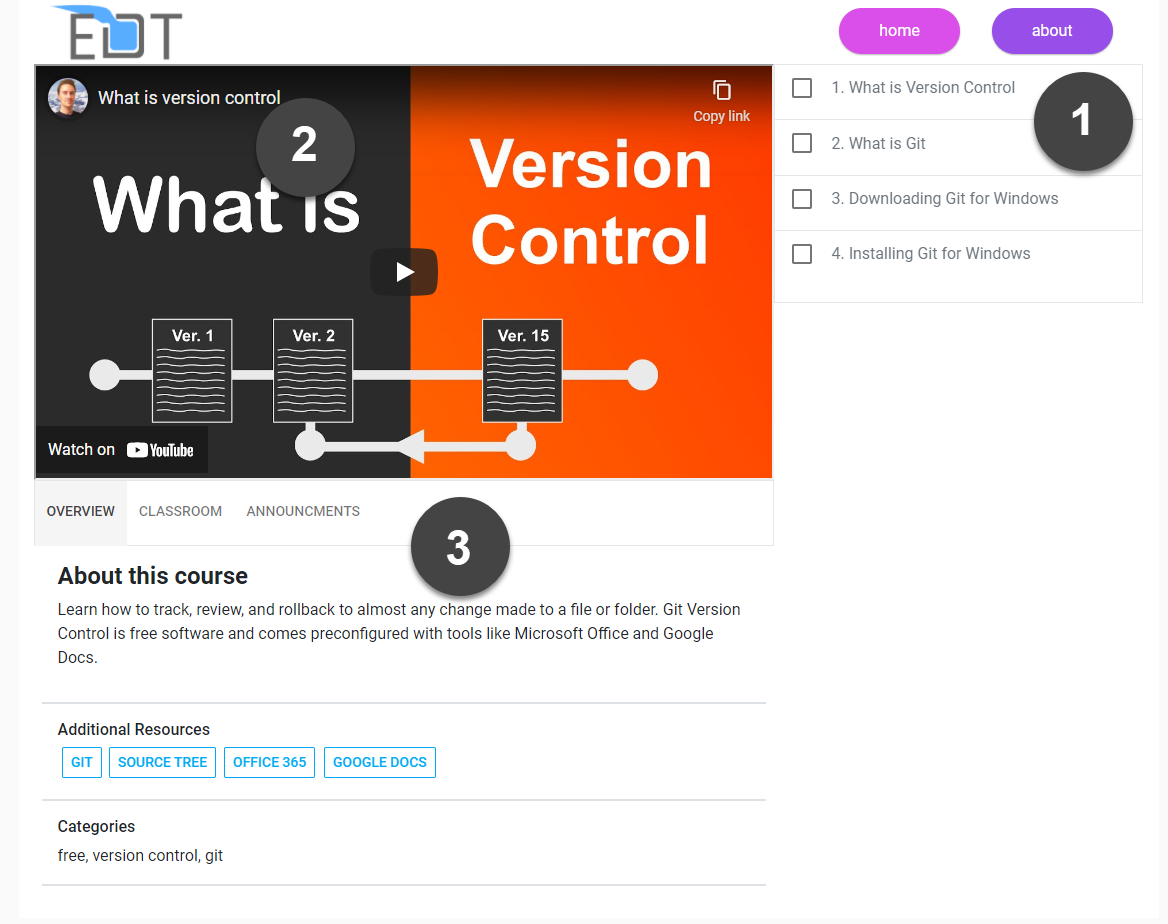 EDT
home
about
What is version control
Copy link
2
What is
Version
Control
Ver. 1
Ver. 2
Ver. 15
Watch on YouTube
1
1. What is Version Control
2. What is Git
3. Downloading Git for Windows
4. Installing Git for Windows
OVERVIEW CLASSROOM ANNOUNCMENTS
3
About this course
Learn how to track, review, and rollback to almost any change made to a file or folder. Git Version
Control is free software and comes preconfigured with tools like Microsoft Office and Google
Docs.
Additional Resources
GIT SOURCE TREE OFFICE 365 GOOGLE DOCS
Categories
free, version control, git